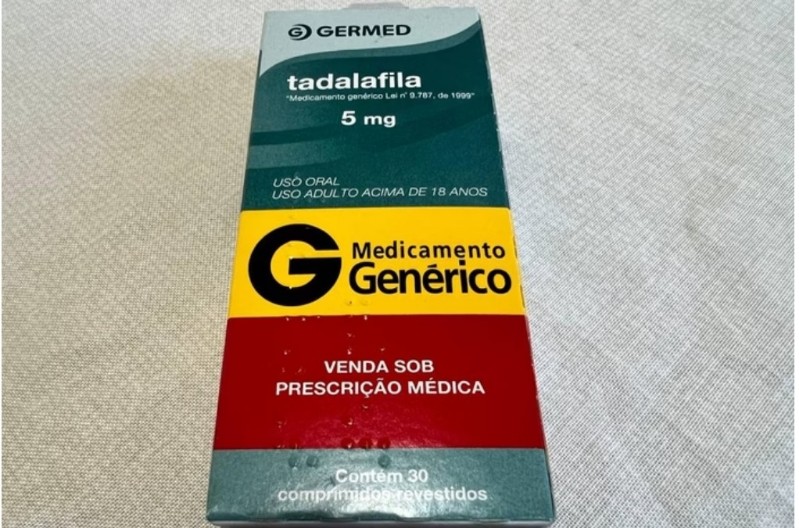 G GERMED
tadalafila
"Medicamento genérico Lei nº 9.787, de 1999"
5 mg
USO ORAL
USO ADULTO ACIMA DE 18 ANOS
G Medicamento
Genérico
VENDA SOB
PRESCRIÇÃO MÉDICA
Contém 30
comprimidos revestidos